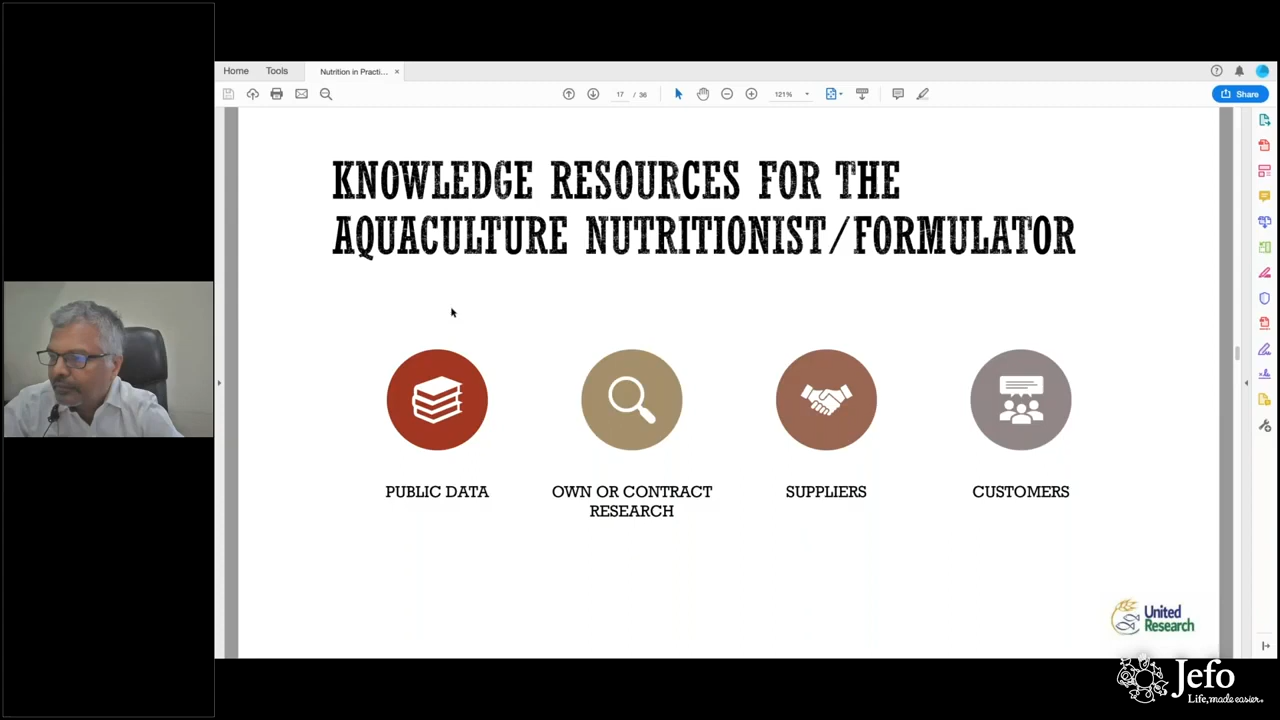 Home
Tools
Nutrition in Practi...
17 / 36
121%
Share
KNOWLEDGE RESOURCES FOR THE
AQUACULTURE NUTRITIONIST/FORMULATOR
PUBLIC DATA
OWN OR CONTRACT
RESEARCH
SUPPLIERS
CUSTOMERS
United
Research
Jefo
Life, made easier.